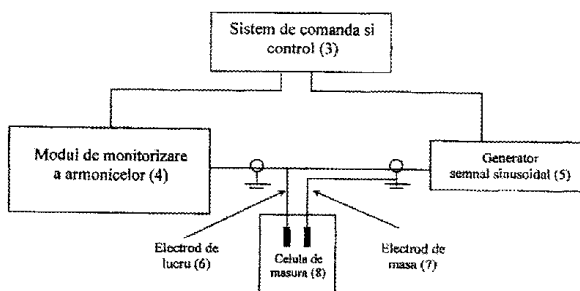 Sistem de comanda si
control (3)
Modul de monitorizare
a armonicelor (4)
Generator
semnal sinusoidal (5)
Electrod de
lucru (6)
Celula de
masura (8)
Electrod de
masa (7)